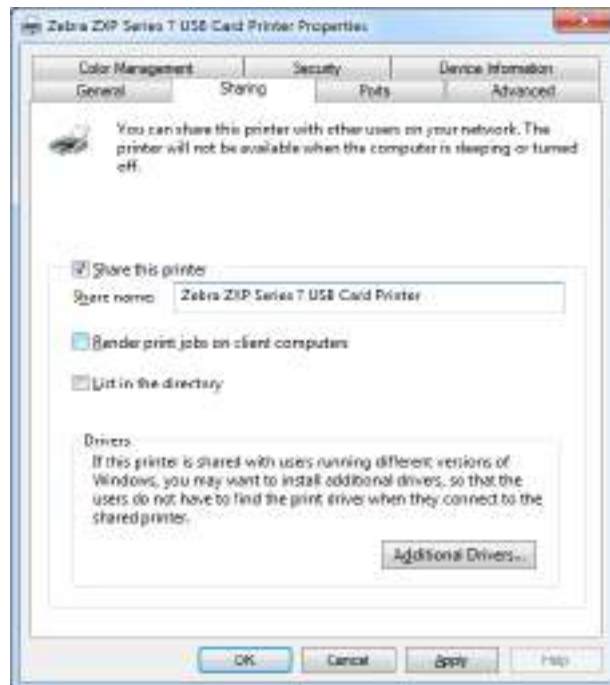 Zebra ZXP Series 7 USB Card Printer Properties
Color Management
Security
Device Information
General
Sharing
Ports
Advanced
You can share this printer with other users on your network. The
printer will not be available when the computer is sleeping or turned
off.
Share this printer
Share name:
Zebra ZXP Series 7 USB Card Printer
Render print jobs on client computers
List in the directory
Drivers
If this printer is shared with users running different versions of
Windows, you may want to install additional drivers, so that the
users do not have to find the print driver when they connect to the
shared printer.
Additional Drivers...
OK
Cancel
Apply
Help